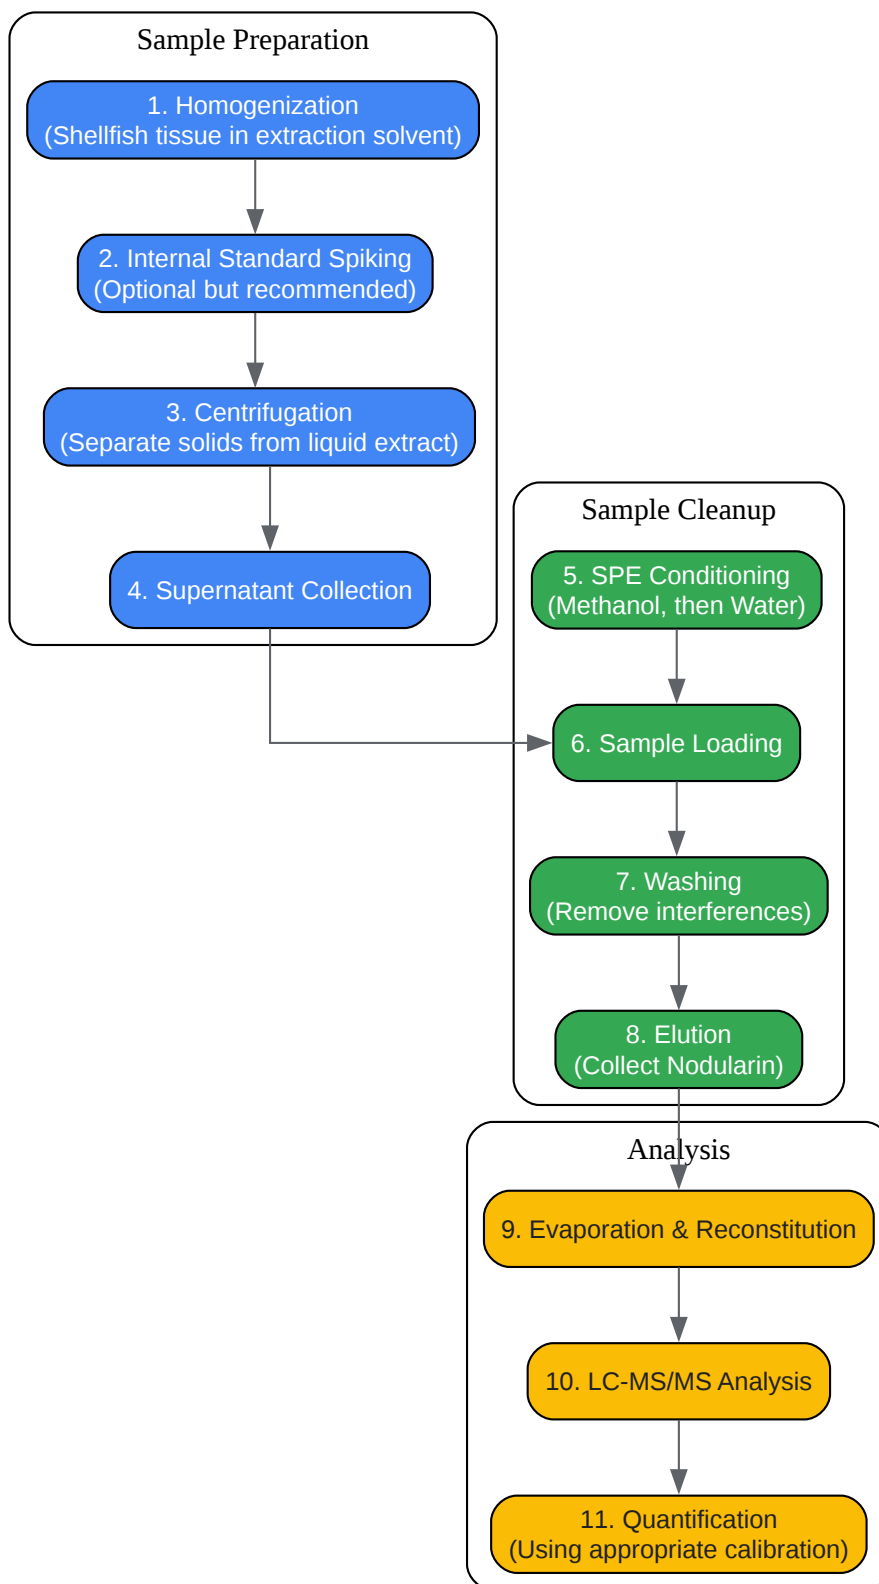 Sample Preparation
1. Homogenization
(Shellfish tissue in extraction solvent)
2. Internal Standard Spiking
(Optional but recommended)
3. Centrifugation
(Separate solids from liquid extract)
4. Supernatant Collection
Sample Cleanup
5. SPE Conditioning
(Methanol, then Water)
6. Sample Loading
7. Washing
(Remove interferences)
8. Elution
(Collect Nodularin)
Analysis
9. Evaporation & Reconstitution
10. LC-MS/MS Analysis
11. Quantification
(Using appropriate calibration)